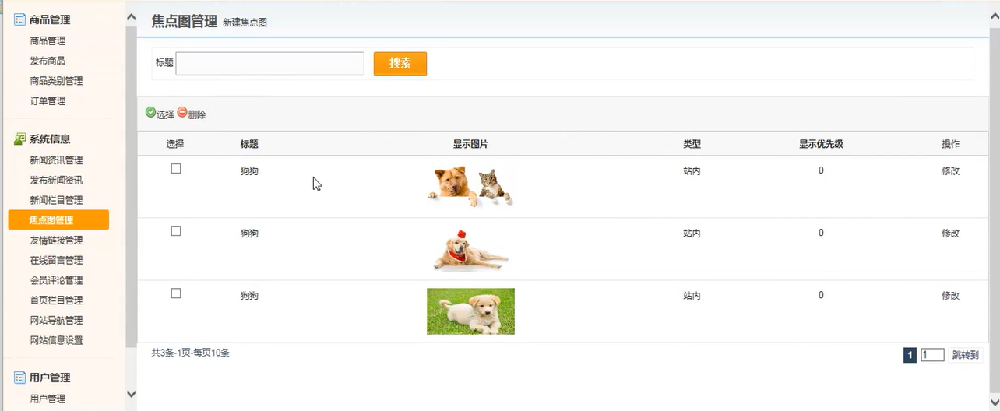 商品管理
商品管理
发布商品
商品类别管理
订单管理
系统信息
新闻资讯管理
发布新闻资讯
新闻栏目管理
焦点图管理
友情链接管理
在线留言管理
会员评论管理
首页栏目管理
网站导航管理
网站信息设置
用户管理
用户管理
焦点图管理 新建焦点图
标题 搜索
选择 删除
选择 标题 显示图片 类型 显示优先级 操作
狗狗 站内 0 修改
狗狗 站内 0 修改
狗狗 站内 0 修改
共3条-1页-每页10条 1 1 跳转到